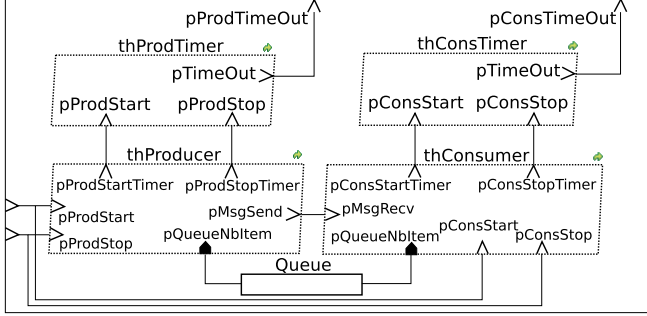 pProdTimeOut
pConsTimeOut
thProdTimer
thConsTimer
pTimeOut
pTimeOut
pProdStart
pProdStop
pConsStart
pConsStop
thProducer
thConsumer
pProdStartTimer
pProdStopTimer
pConsStartTimer
pConsStopTimer
pProdStart
pMsgSend
pMsgRecv
pProdStop
pQueueNbItem
pQueueNbItem
pConsStart
pConsStop
Queue